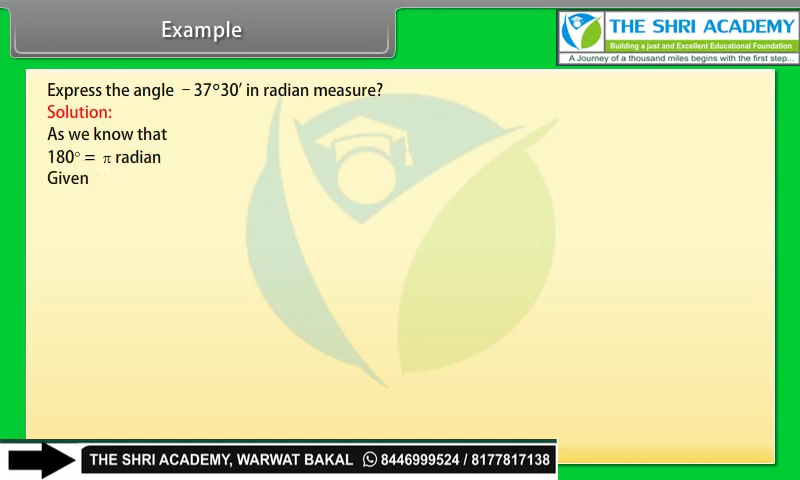 Example
THE SHRI ACADEMY
Building a just and Excellent Educational Foundation
A Journey of a thousand miles begins with the first step...
Express the angle − 37º30′ in radian measure?
Solution:
As we know that
180° = π radian
Given
THE SHRI ACADEMY, WARWAT BAKAL 8446999524 / 8177817138